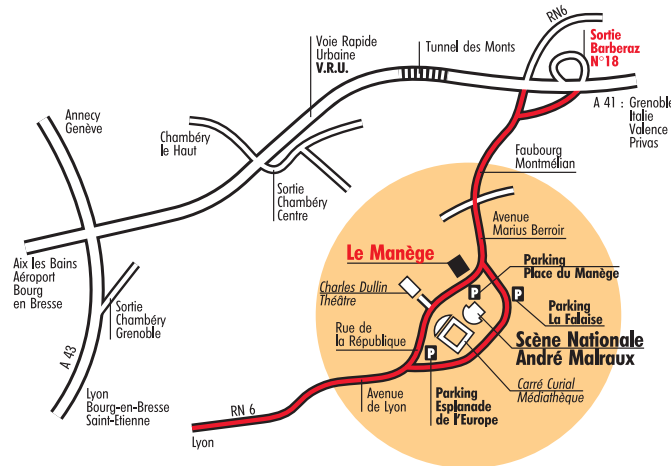 RN6
Sortie
Barberaz
N°18
Voie Rapide
Urbaine
V.R.U.
Tunnel des Monts
A 41 : Grenoble
Italie
Valence
Privas
Annecy
Genève
Chambéry
le Haut
Sortie
Chambéry
Centre
Faubourg
Montmélian
Avenue
Marius Berroir
Aix les Bains
Aéroport
Bourg
en Bresse
Le Manège
Parking
Place du Manège
Charles Dullin
Théâtre
P
P
Parking
La Falaise
Sortie
Chambéry
Grenoble
Rue de
la République
Scène Nationale
André Malraux
P
A 43
Carré Curial
Médiathèque
Lyon
Bourg-en-Bresse
Saint-Etienne
Avenue
de Lyon
Parking
Esplanade
de l'Europe
RN 6
Lyon